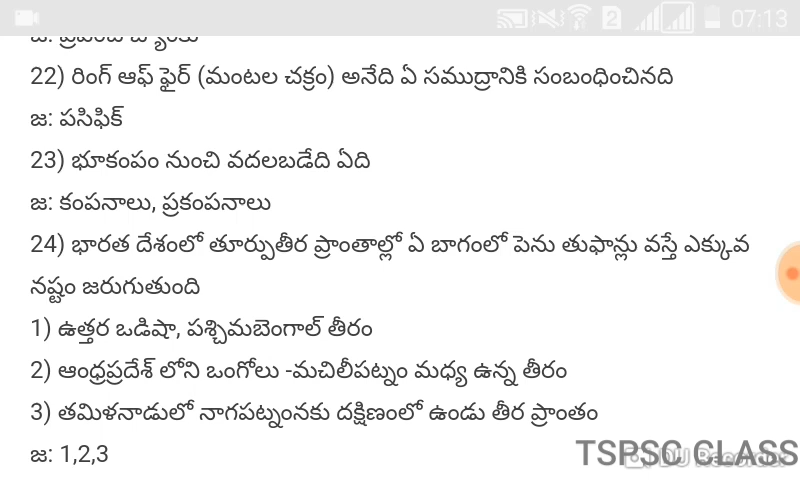 07:13
22) రింగ్ ఆఫ్ ఫైర్ (మంటల చక్రం) అనేది ఏ సముద్రానికి సంబంధించినది
జ: పసిఫిక్
23) భూకంపం నుంచి వదలబడేది ఏది
జ: కంపనాలు, ప్రకంపనాలు
24) భారత దేశంలో తూర్పుతీర ప్రాంతాల్లో ఏ బాగంలో పెను తుఫాన్లు వస్తే ఎక్కువ
నష్టం జరుగుతుంది
1) ఉత్తర ఒడిషా, పశ్చిమబెంగాల్ తీరం
2) ఆంధ్రప్రదేశ్ లోని ఒంగోలు -మచిలీపట్నం మధ్య ఉన్న తీరం
3) తమిళనాడులో నాగపట్నంనకు దక్షిణంలో ఉండు తీర ప్రాంతం
జ: 1,2,3
TSPSC CLASS
DU Recorder